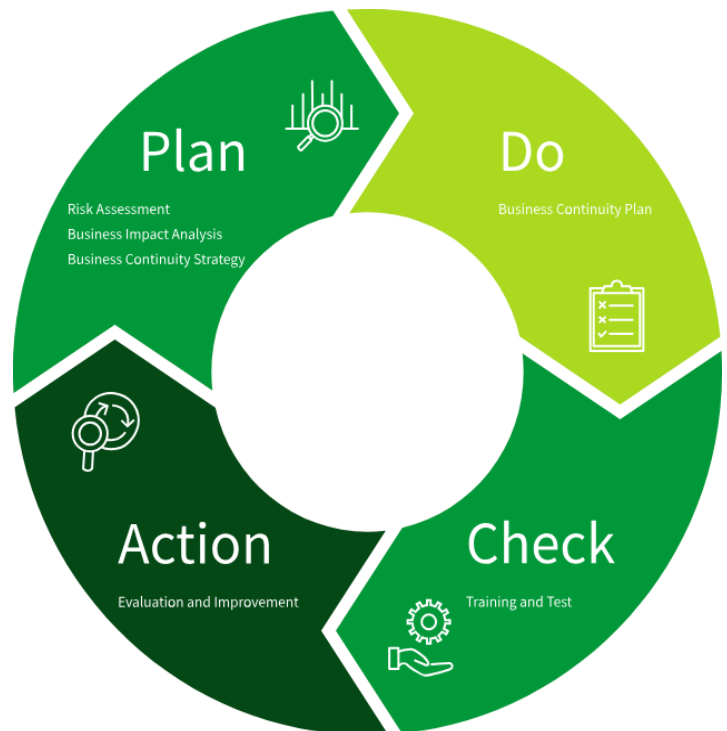 Plan
Risk Assessment
Business Impact Analysis
Business Continuity Strategy
Do
Business Continuity Plan
Check
Training and Test
Action
Evaluation and Improvement